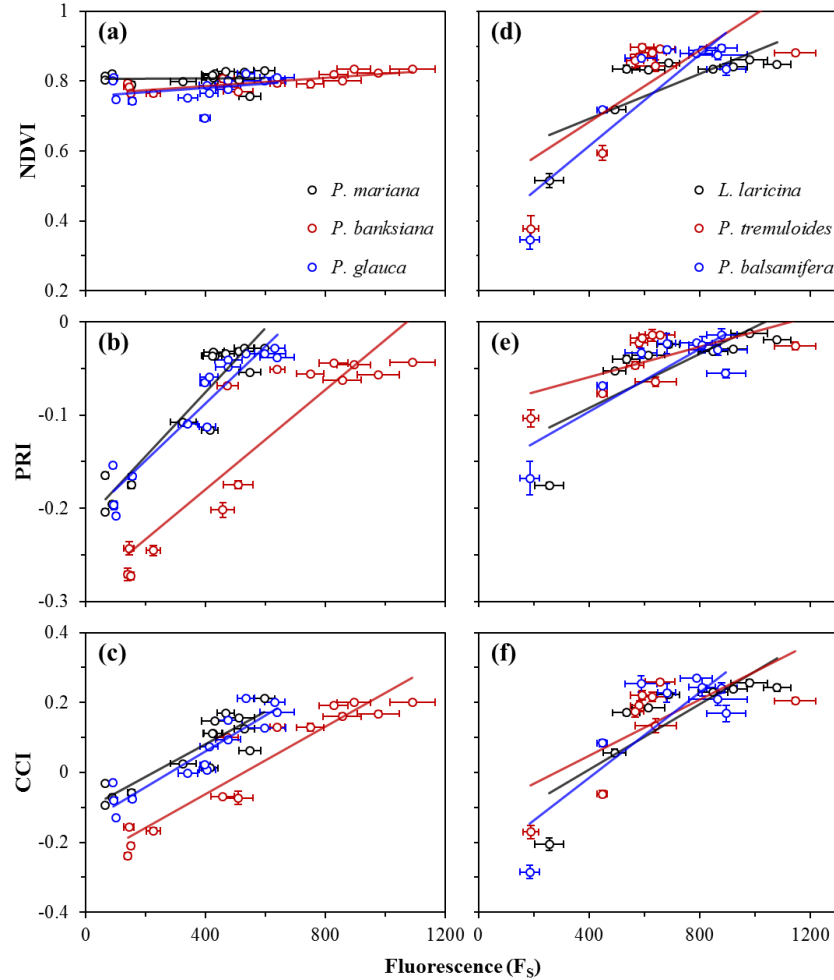 (a)
1
0.8
0.6
0.4
0.2
NDVI
P. mariana
P. banksiana
P. glauca
(d)
L. laricina
P. tremuloides
P. balsamifera
(b)
0
-0.1
-0.2
-0.3
PRI
(e)
(c)
0.4
0.2
0
-0.2
-0.4
CCI
(f)
0 400 800 1200
0 400 800 1200
Fluorescence (FS)